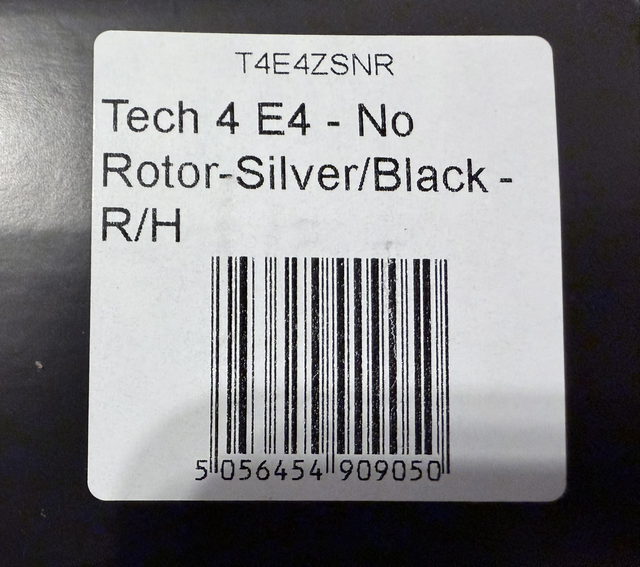 T4E4ZSNR
Tech 4 E4 - No
Rotor-Silver/Black -
R/H
5 056454 909050